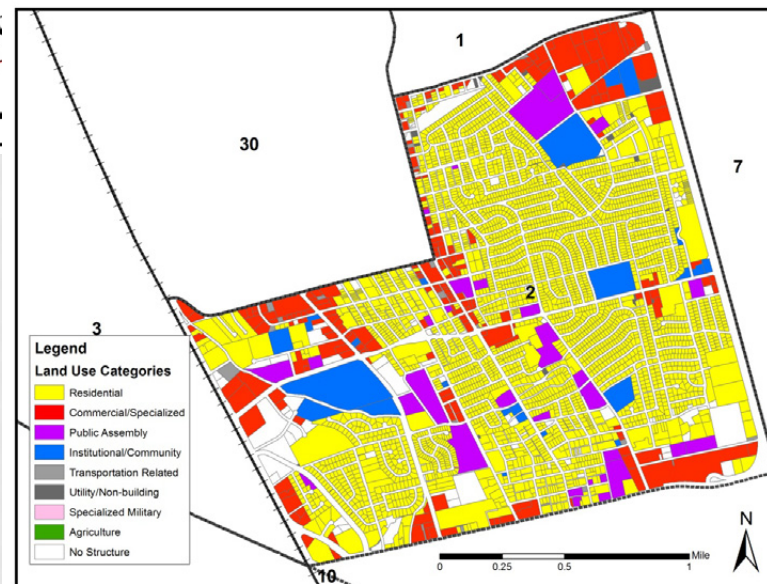 1
30
7
2
3
Legend
Land Use Categories
Residential
Commercial/Specialized
Public Assembly
Institutional/Community
Transportation Related
Utility/Non-building
Specialized Military
Agriculture
No Structure
10
N
Mile
0 0.25 0.5 1